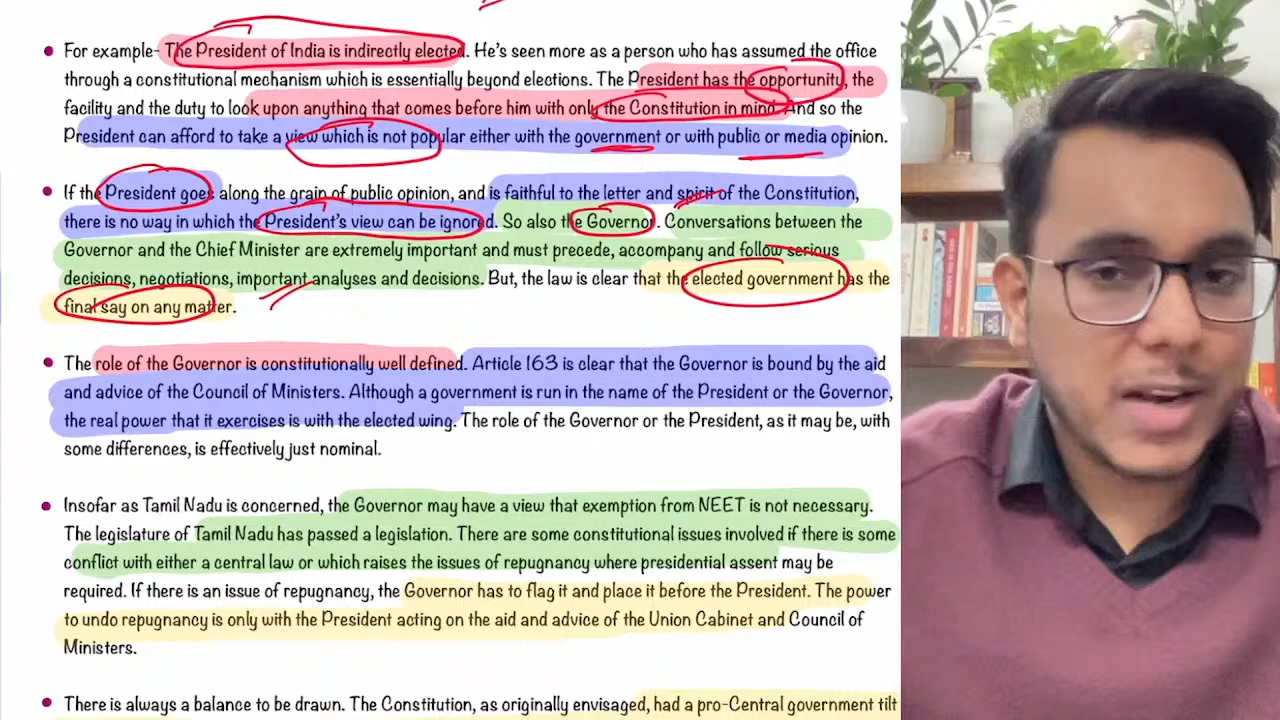 For example- The President of India is indirectly elected. He's seen more as a person who has assumed the office
through a constitutional mechanism which is essentially beyond elections. The President has the opportunity, the
facility and the duty to look upon anything that comes before him with only the Constitution in mind. And so the
President can afford to take a view which is not popular either with the government or with public or media opinion.
If the President goes along the grain of public opinion, and is faithful to the letter and spirit of the Constitution,
there is no way in which the President's view can be ignored. So also the Governor. Conversations between the
Governor and the Chief Minister are extremely important and must precede, accompany and follow serious
decisions, negotiations, important analyses and decisions. But, the law is clear that the elected government has the
final say on any matter.
The role of the Governor is constitutionally well defined. Article 163 is clear that the Governor is bound by the aid
and advice of the Council of Ministers. Although a government is run in the name of the President or the Governor,
the real power that it exercises is with the elected wing. The role of the Governor or the President, as it may be, with
some differences, is effectively just nominal.
Insofar as Tamil Nadu is concerned, the Governor may have a view that exemption from NEET is not necessary.
The legislature of Tamil Nadu has passed a legislation. There are some constitutional issues involved if there is some
conflict with either a central law or which raises the issues of repugnancy where presidential assent may be
required. If there is an issue of repugnancy, the Governor has to flag it and place it before the President. The power
to undo repugnancy is only with the President acting on the aid and advice of the Union Cabinet and Council of
Ministers.
There is always a balance to be drawn. The Constitution, as originally envisaged, had a pro-Central government tilt